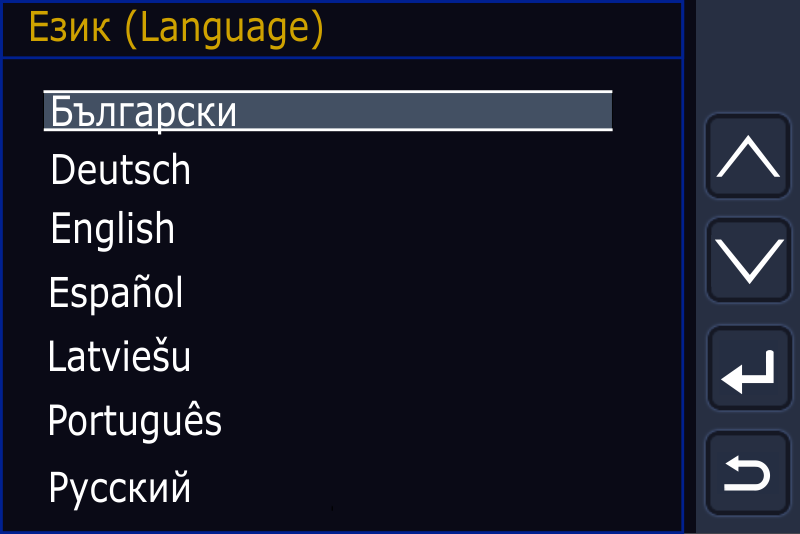 Език (Language)
Български
Deutsch
English
Español
Latviešu
Português
Русский